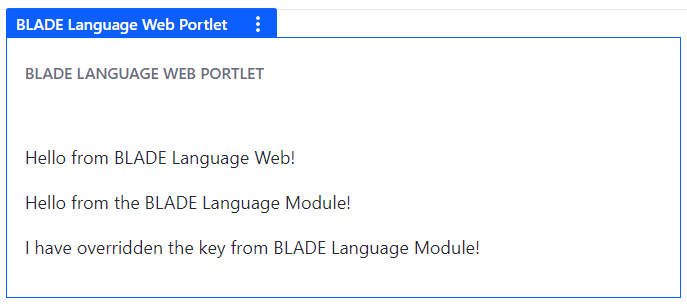 BLADE Language Web Portlet
BLADE LANGUAGE WEB PORTLET
Hello from BLADE Language Web!
Hello from the BLADE Language Module!
I have overridden the key from BLADE Language Module!